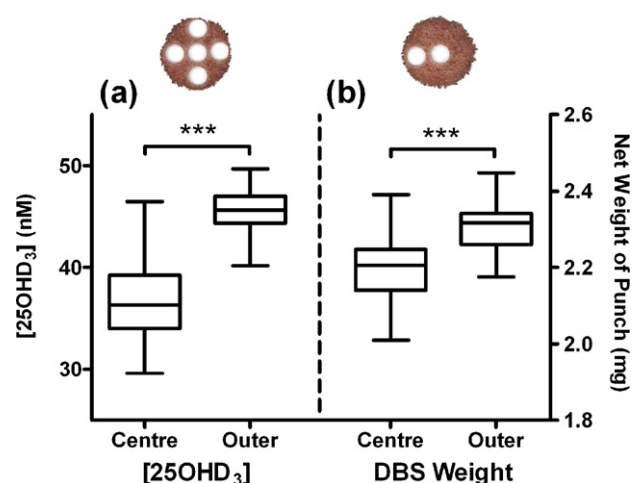 (a)
(b)
***
***
50
40
30
[25OHD3] (nM)
2.6
2.4
2.2
2.0
1.8
Net Weight of Punch (mg)
Centre Outer Centre Outer
[25OHD3] DBS Weight